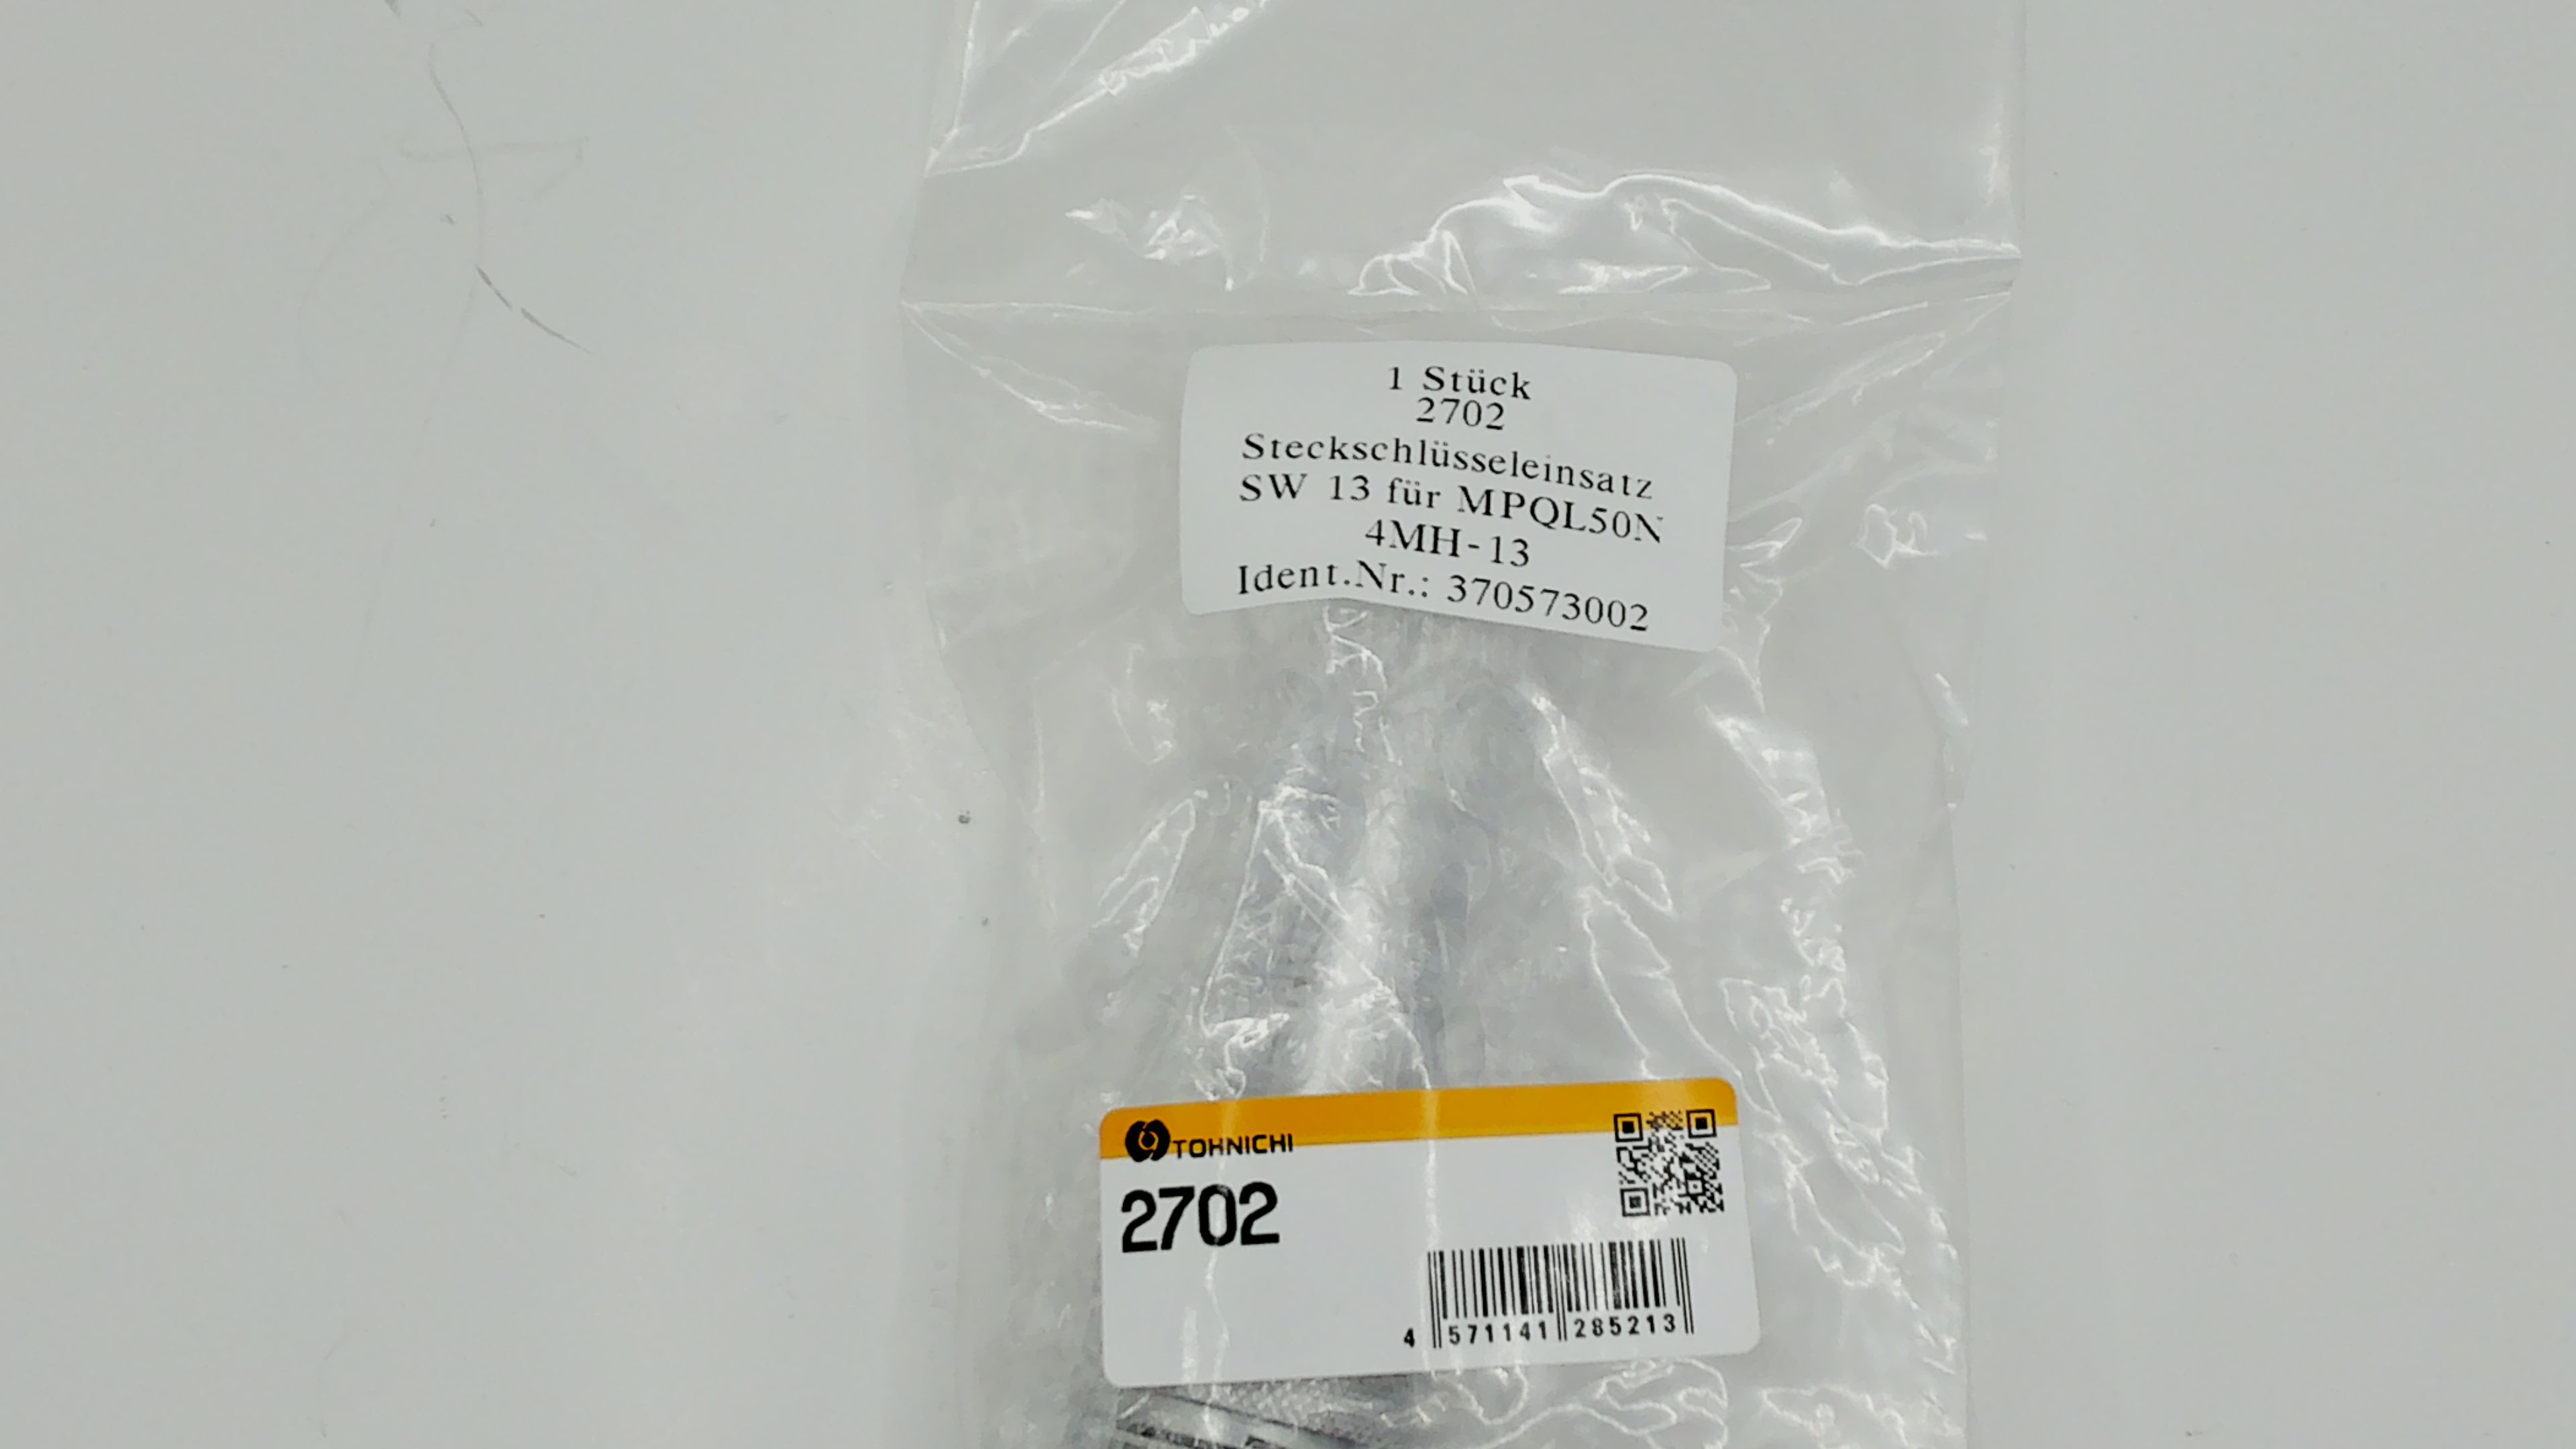 1 Stück
2702
Steckschlüsseleinsatz
SW 13 für MPQL50N
4MH-13
Ident.Nr.: 370573002
TOHNICHI
2702
4 571141 285213